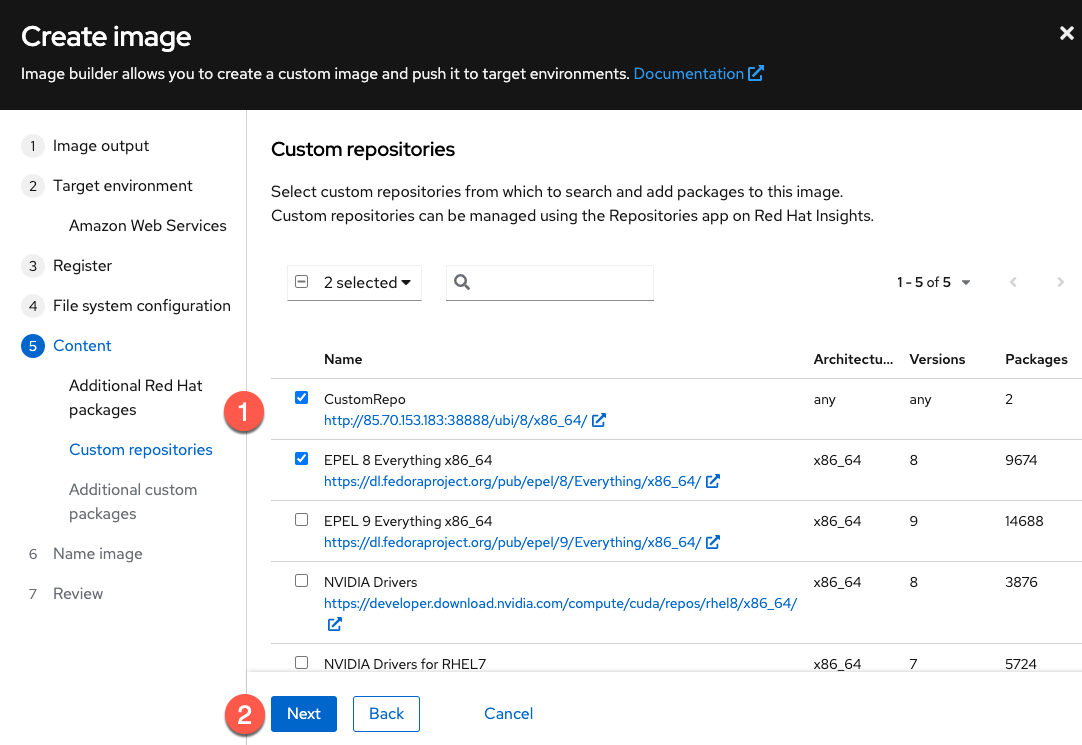 Create image
Image builder allows you to create a custom image and push it to target environments. Documentation
1 Image output
2 Target environment
Amazon Web Services
3 Register
4 File system configuration
5 Content
Additional Red Hat
packages
Custom repositories
Additional custom
packages
6 Name image
7 Review
Custom repositories
Select custom repositories from which to search and add packages to this image.
Custom repositories can be managed using the Repositories app on Red Hat Insights.
2 selected
1 - 5 of 5
Name Architectu... Versions Packages
1
CustomRepo any any 2
http://85.70.153.183:38888/ubi/8/x86_64/
EPEL 8 Everything x86_64 x86_64 8 9674
https://dl.fedoraproject.org/pub/epel/8/Everything/x86_64/
EPEL 9 Everything x86_64 x86_64 9 14688
https://dl.fedoraproject.org/pub/epel/9/Everything/x86_64/
NVIDIA Drivers x86_64 8 3876
https://developer.download.nvidia.com/compute/cuda/repos/rhel8/x86_64/
NVIDIA Drivers for RHEL7 x86_64 7 5724
2
Next Back Cancel